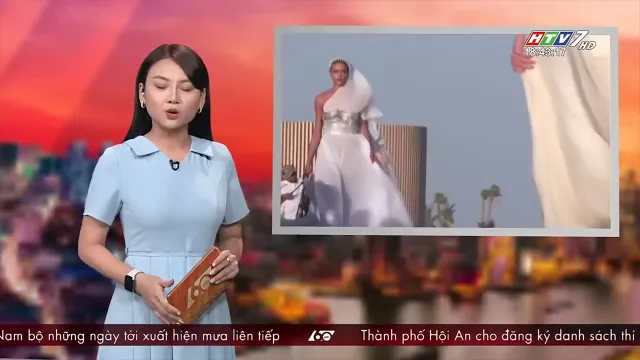 HTV7 HD
18:43:17
Nam bộ những ngày tới xuất hiện mưa liên tiếp
Thành phố Hội An cho đăng ký danh sách thí